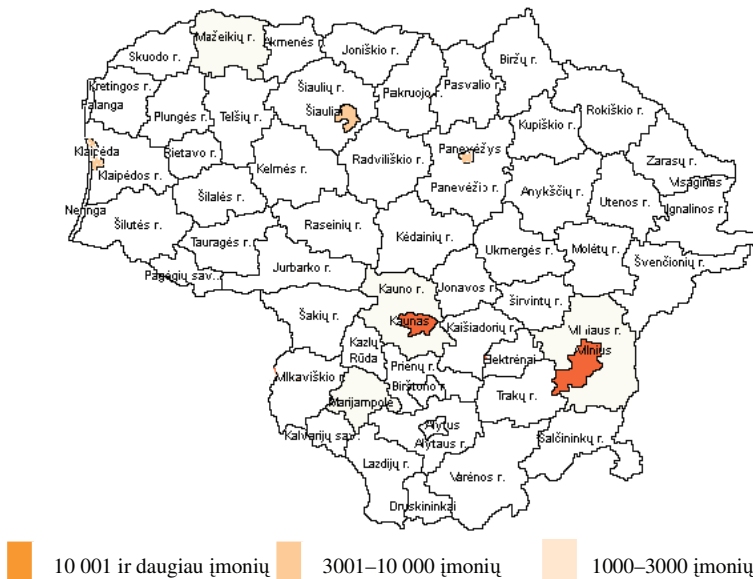 Mažeikių r.
Akmenės r.
Skuodo r.
Joniškio r.
Biržų r.
Kretingos r.
Palanga
Plungės r.
Telšių r.
Šiaulių r.
Šiauliai
Pakruojo r.
Pasvalio r.
Kupiškio r.
Rokiškio r.
Klaipėda
Klaipėdos r.
Rietavo r.
Kelmės r.
Radviliškio r.
Panevėžys
Panevėžio r.
Anykščių r.
Zarasų r.
Visaginas
Utenos r.
Ignalinos r.
Neringa
Šilutės r.
Šilalės r.
Tauragės r.
Raseinių r.
Kėdainių r.
Ukmergės r.
Molėtų r.
Švenčionių r.
Pagėgių sav.
Jurbarko r.
Kauno r.
Jonavos r.
širvintų r.
Šakių r.
Kaunas
Kaišiadorių r.
Vilniaus r.
Vilnius
Kazlų
Rūda
Prienų r.
Elektrėnai
Vilkaviškio r.
Birštono r.
Marijampolė
Trakų r.
Kalvarijų sav.
Alytus
Alytaus r.
Šalčininkų r.
Lazdijų r.
Varėnos r.
Druskininkai
10 001 ir daugiau įmonių
3001–10 000 įmonių
1000–3000 įmonių